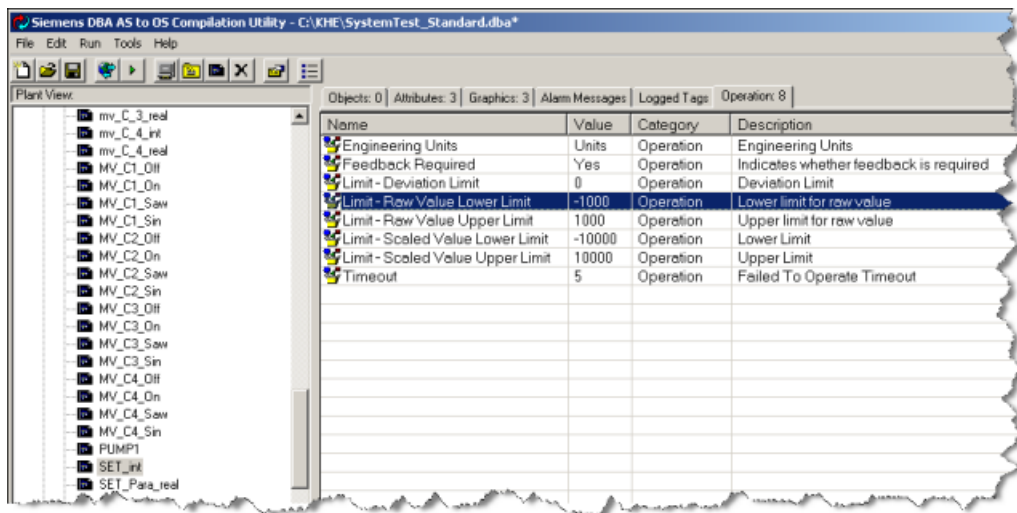 Siemens DBA AS to OS Compilation Utility - C:\KHE\SystemTest_Standard.dba*
File Edit Run Tools Help
Plant View:
Objects: 0 Attributes: 3 Graphics: 3 Alarm Messages Logged Tags Operation: 8
mv_C_3_real
mv_C_4_int
mv_C_4_real
MV_C1_Off
MV_C1_On
MV_C1_Saw
MV_C1_Sin
MV_C2_Off
MV_C2_On
MV_C2_Saw
MV_C2_Sin
MV_C3_Off
MV_C3_On
MV_C3_Saw
MV_C3_Sin
MV_C4_Off
MV_C4_On
MV_C4_Saw
MV_C4_Sin
PUMP1
SET_int
SET_Para_real
Name Value Category Description
Engineering Units Units Operation Engineering Units
Feedback Required Yes Operation Indicates whether feedback is required
Limit - Deviation Limit 0 Operation Deviation Limit
Limit - Raw Value Lower Limit -1000 Operation Lower limit for raw value
Limit - Raw Value Upper Limit 1000 Operation Upper limit for raw value
Limit - Scaled Value Lower Limit -10000 Operation Lower Limit
Limit - Scaled Value Upper Limit 10000 Operation Upper Limit
Timeout 5 Operation Failed To Operate Timeout